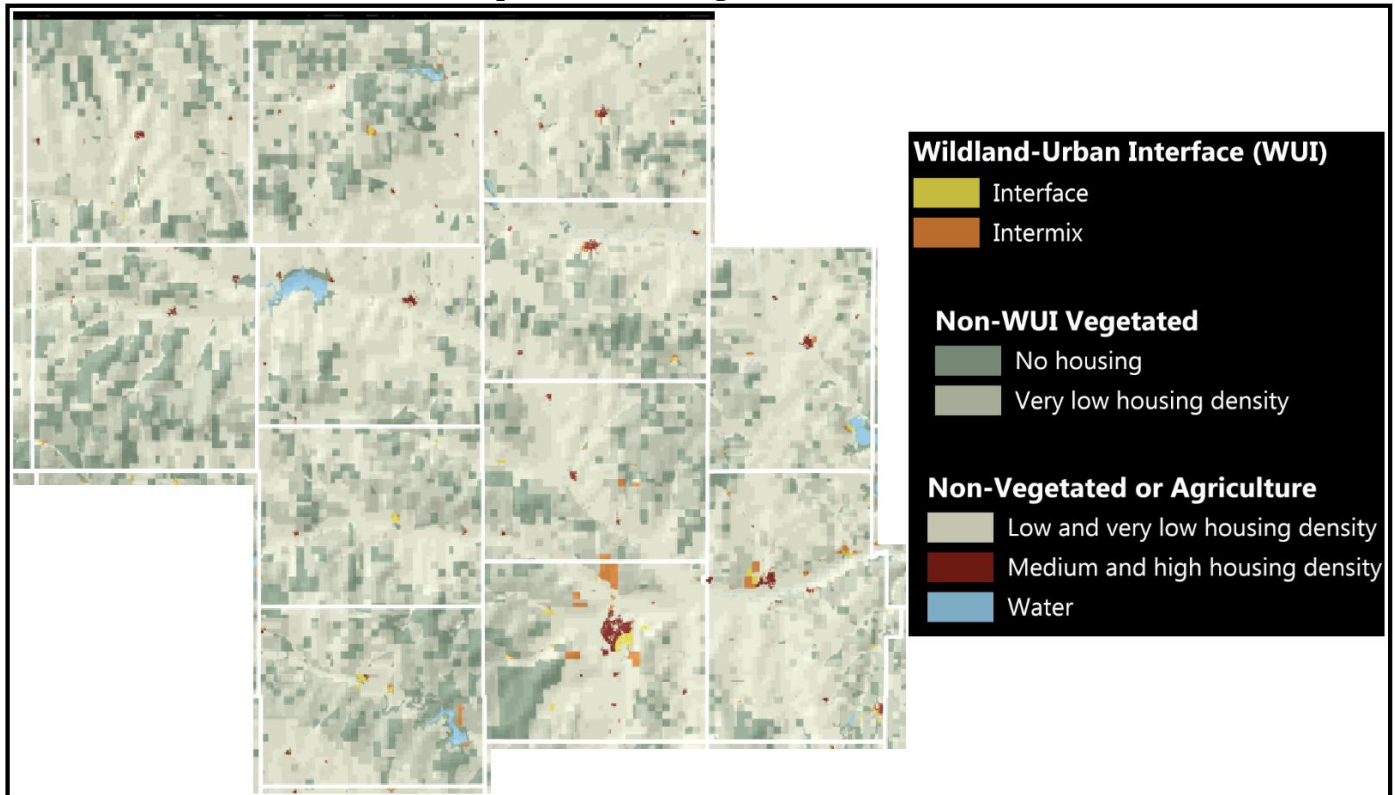 Wildland-Urban Interface (WUI)
Interface
Intermix
Non-WUI Vegetated
No housing
Very low housing density
Non-Vegetated or Agriculture
Low and very low housing density
Medium and high housing density
Water